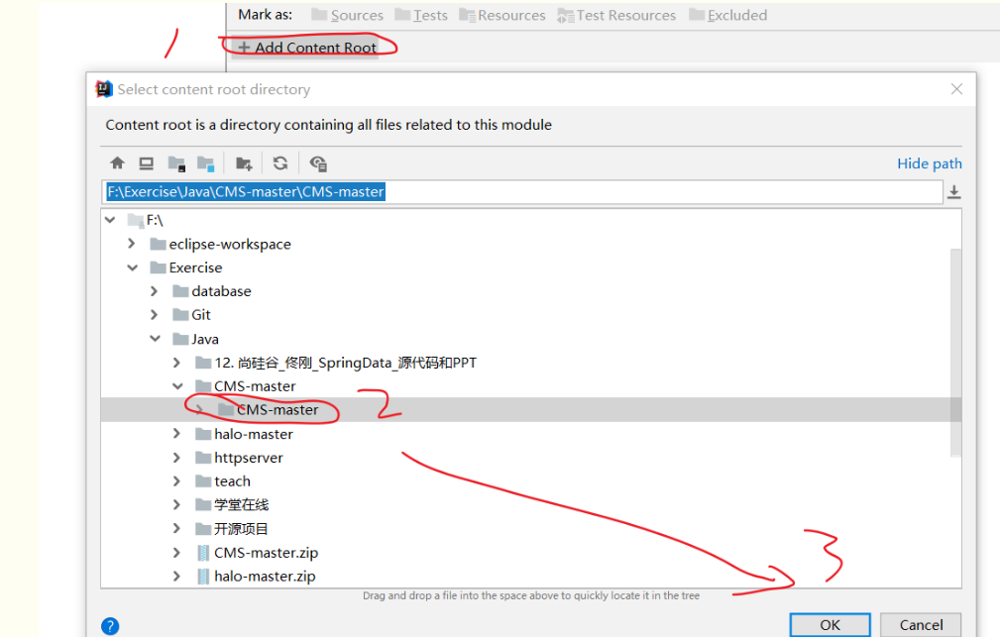 Mark as: Sources Tests Resources Test Resources Excluded
1
+ Add Content Root
Select content root directory
Content root is a directory containing all files related to this module
Hide path
F:\Exercise\Java\CMS-master\CMS-master
F:\
eclipse-workspace
Exercise
database
Git
Java
12. 尚硅谷_佟刚_SpringData_源代码和PPT
CMS-master
CMS-master
2
halo-master
httpserver
teach
学堂在线
开源项目
CMS-master.zip
3
halo-master.zip
Drag and drop a file into the space above to quickly locate it in the tree
?
OK Cancel